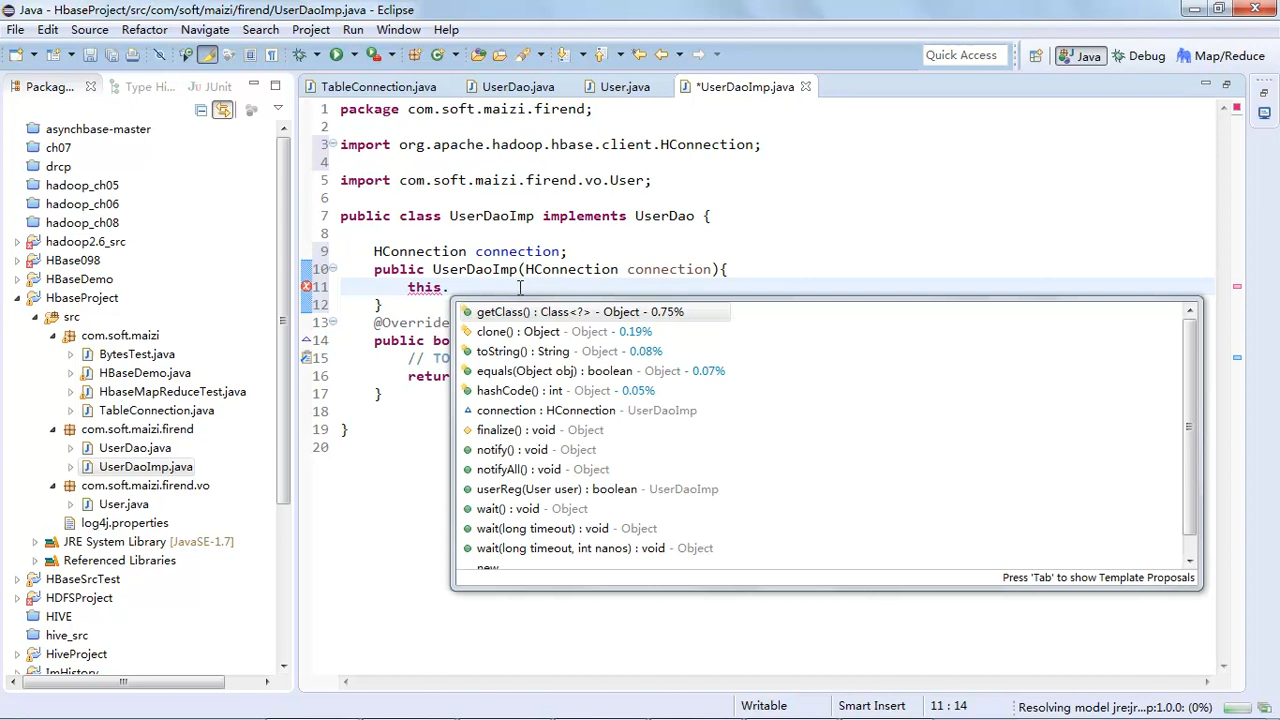 Java - HbaseProject/src/com/soft/maizi/firend/UserDaoImp.java - Eclipse
File Edit Source Refactor Navigate Search Project Run Window Help
Quick Access Java Debug Map/Reduce
Packag... Type Hi... JUnit
asynchbase-master
ch07
drcp
hadoop_ch05
hadoop_ch06
hadoop_ch08
hadoop2.6_src
HBase098
HBaseDemo
HbaseProject
src
com.soft.maizi
BytesTest.java
HBaseDemo.java
HbaseMapReduceTest.java
TableConnection.java
com.soft.maizi.firend
UserDao.java
UserDaoImp.java
com.soft.maizi.firend.vo
User.java
log4j.properties
JRE System Library [JavaSE-1.7]
Referenced Libraries
HBaseSrcTest
HDFSProject
HIVE
hive_src
HiveProject
ImHistory
TableConnection.java UserDao.java User.java *UserDaoImp.java
1 package com.soft.maizi.firend;
2
3 import org.apache.hadoop.hbase.client.HConnection;
4
5 import com.soft.maizi.firend.vo.User;
6
7 public class UserDaoImp implements UserDao {
8
9 HConnection connection;
10 public UserDaoImp(HConnection connection){
11 this.
12 }
13 @Override
14 public bo
15 // TO
16 retur
17 }
18
19 }
20
getClass() : Class<?> - Object - 0.75%
clone() : Object - Object - 0.19%
toString() : String - Object - 0.08%
equals(Object obj) : boolean - Object - 0.07%
hashCode() : int - Object - 0.05%
connection : HConnection - UserDaoImp
finalize() : void - Object
notify() : void - Object
notifyAll() : void - Object
userReg(User user) : boolean - UserDaoImp
wait() : void - Object
wait(long timeout) : void - Object
wait(long timeout, int nanos) : void - Object
new
Press 'Tab' to show Template Proposals
Writable Smart Insert 11 : 14 Resolving model jre:jr...p:1.0.0: (0%)